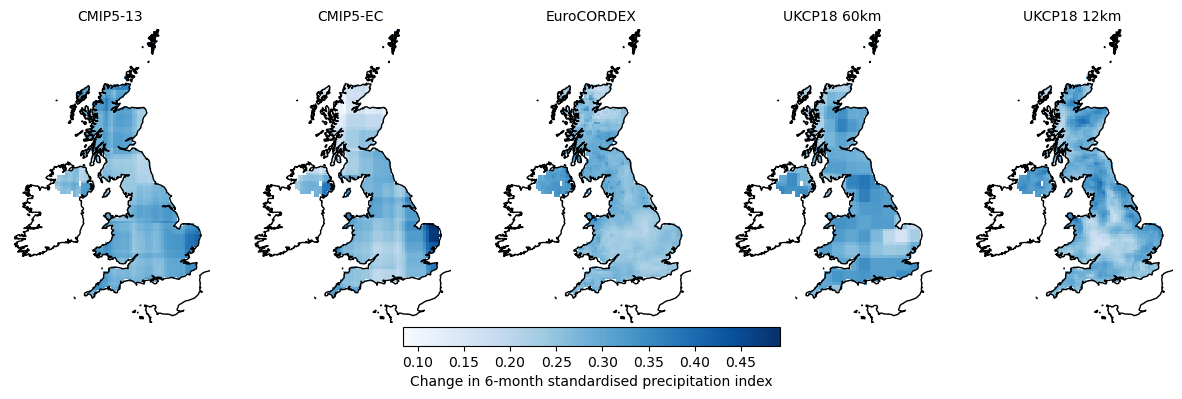 CMIP5-13 CMIP5-EC EuroCORDEX UKCP18 60km UKCP18 12km
0.10 0.15 0.20 0.25 0.30 0.35 0.40 0.45
Change in 6-month standardised precipitation index